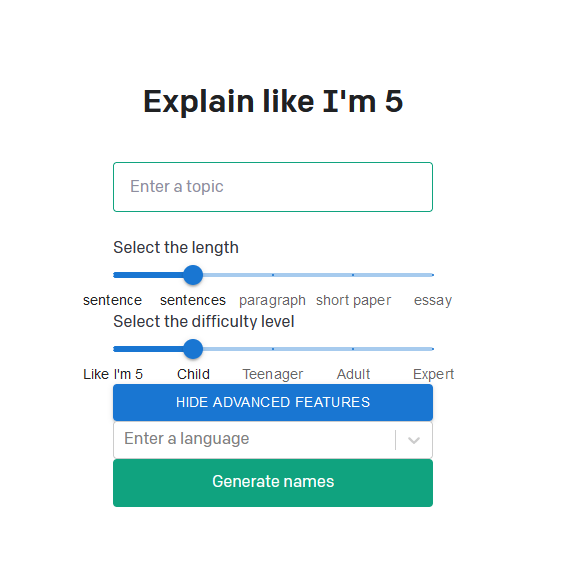 Explain like I'm 5
Enter a topic
Select the length
sentence sentences paragraph short paper essay
Select the difficulty level
Like I'm 5 Child Teenager Adult Expert
HIDE ADVANCED FEATURES
Enter a language
Generate names